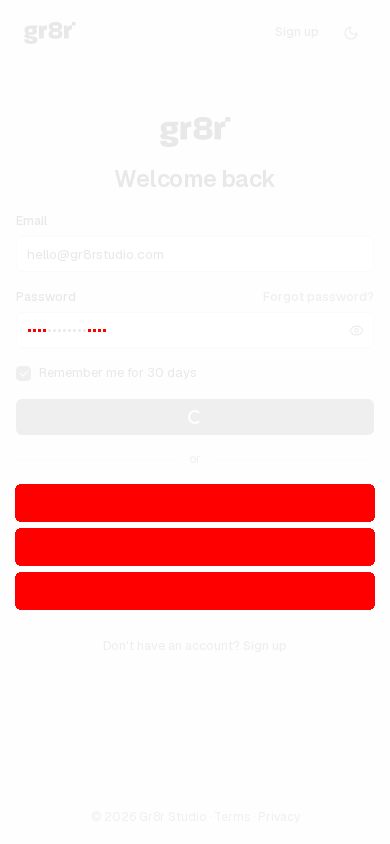 gr8r
Sign up
gr8r
Welcome back
Email
hello@gr8rstudio.com
Password
Forgot password?
Remember me for 30 days
or
Don't have an account? Sign up
© 2026 Gr8r Studio · Terms · Privacy